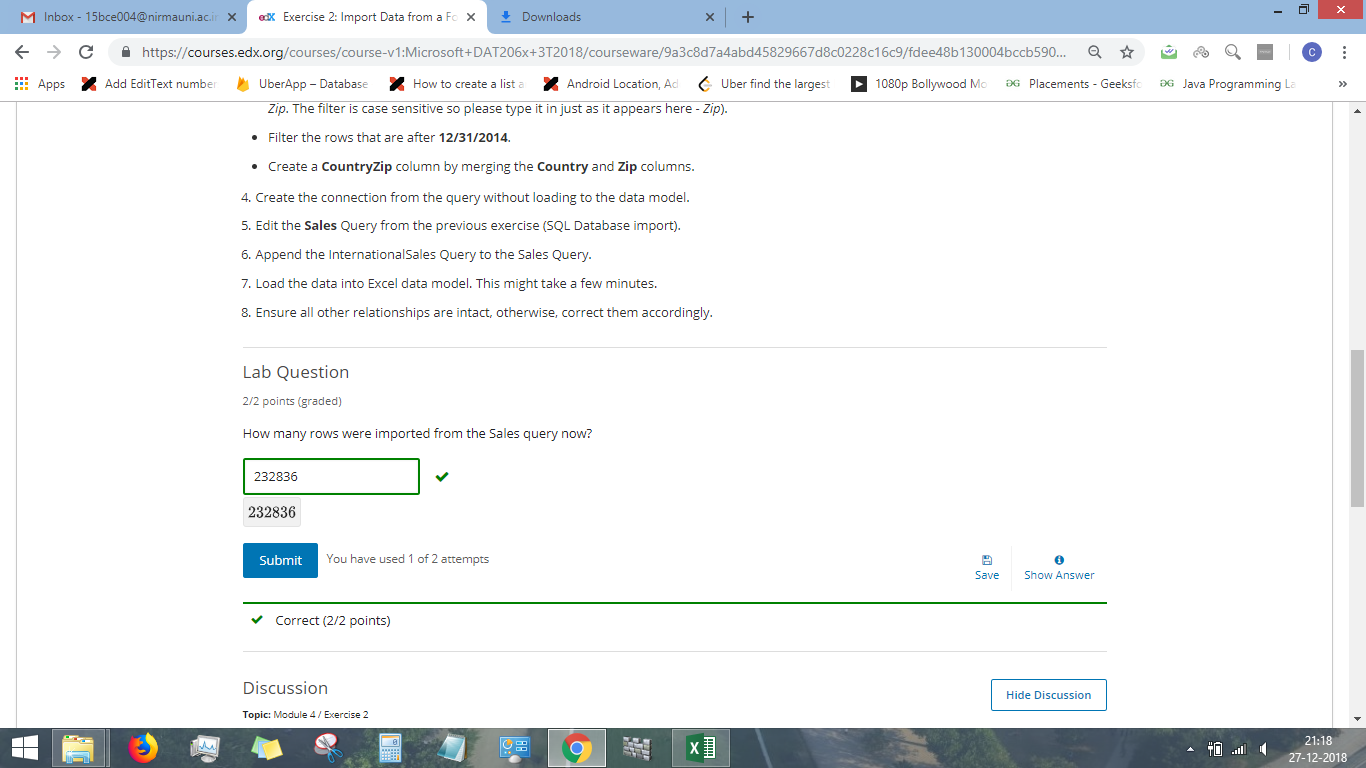 Inbox - 15bce004@nirmauni.ac.in
edX Exercise 2: Import Data from a Fo
Downloads
https://courses.edx.org/courses/course-v1:Microsoft+DAT206x+3T2018/courseware/9a3c8d7a4abd45829667d8c0228c16c9/fdee48b130004bccb590...
C
Apps
Add EditText number
UberApp – Database
How to create a list a
Android Location, Ad
Uber find the largest
1080p Bollywood Mo
Placements - Geeksfo
Java Programming La
»
Zip. The filter is case sensitive so please type it in just as it appears here - Zip).
• Filter the rows that are after 12/31/2014.
• Create a CountryZip column by merging the Country and Zip columns.
4. Create the connection from the query without loading to the data model.
5. Edit the Sales Query from the previous exercise (SQL Database import).
6. Append the InternationalSales Query to the Sales Query.
7. Load the data into Excel data model. This might take a few minutes.
8. Ensure all other relationships are intact, otherwise, correct them accordingly.
Lab Question
2/2 points (graded)
How many rows were imported from the Sales query now?
232836
232836
Submit
You have used 1 of 2 attempts
Save
Show Answer
Correct (2/2 points)
Discussion
Hide Discussion
Topic: Module 4 / Exercise 2
21:18
27-12-2018